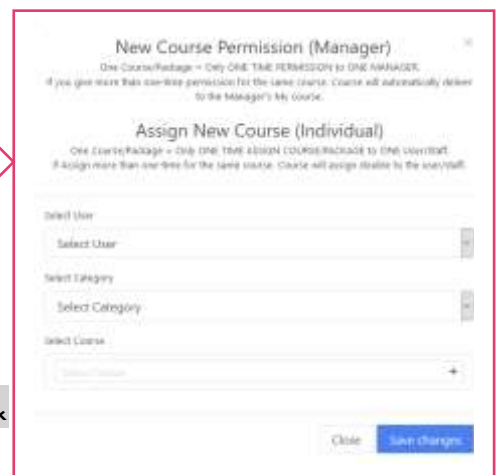 New Course Permission (Manager)
One Course/Package = Only ONE TIME PERMISSION to ONE MANAGER.
If you give more than one-time permission for the same course. Course will automatically deliver
to the Manager's My course.
Assign New Course (Individual)
One Course/Package = Only ONE TIME ASSIGN COURSE/PACKAGE to ONE User/Staff.
If Assign more than one-time for the same course. Course will assign double to the user/staff.
Select User
Select User
Select Category
Select Category
Select Course
Select Course
+
Close
Save changes